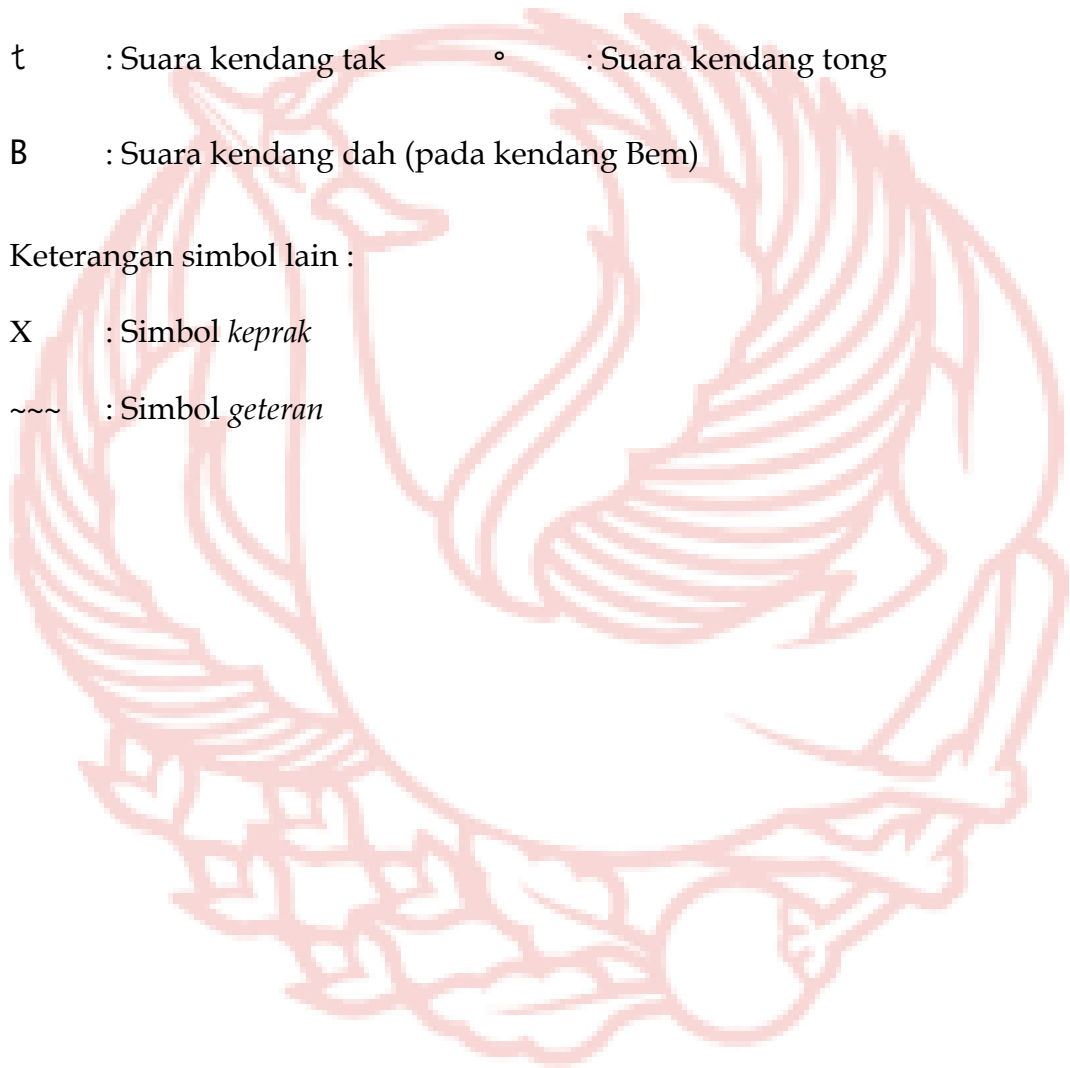 ł : Suara kendang tak ° : Suara kendang tong
B : Suara kendang dah (pada kendang Bem)
Keterangan simbol lain :
X : Simbol keprak
~~~ : Simbol geteran